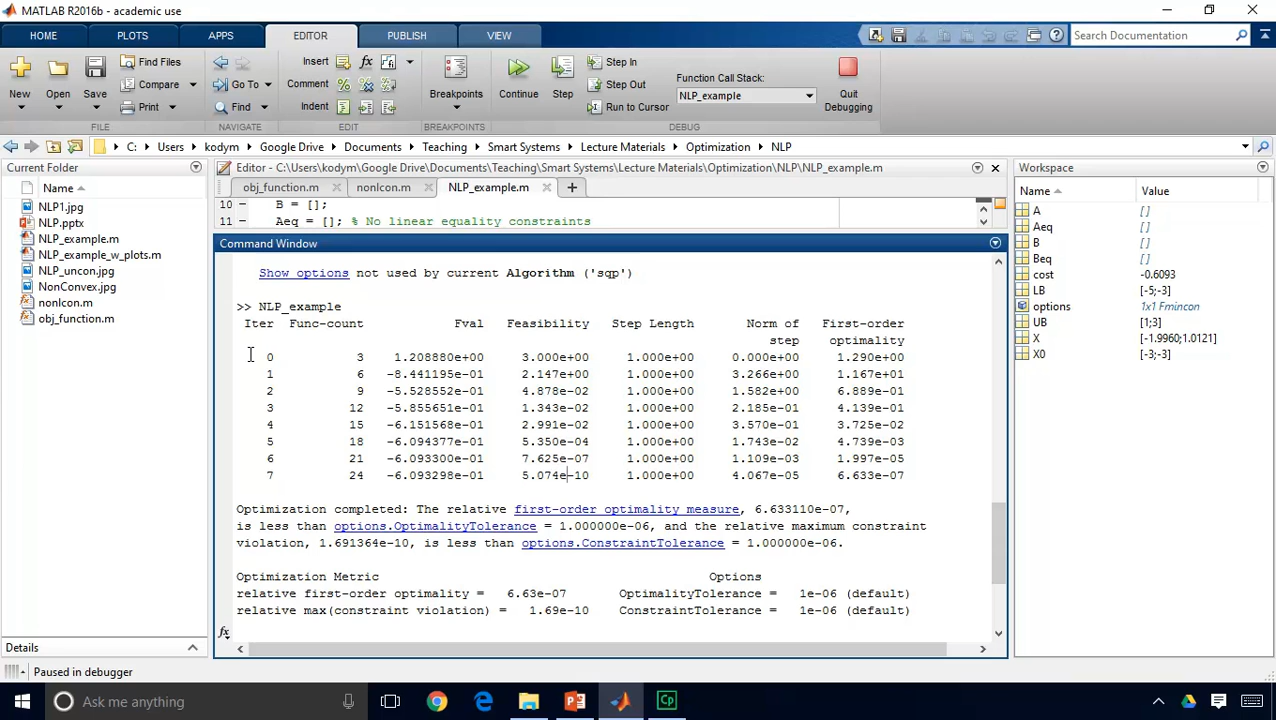 MATLAB R2016b - academic use
HOME PLOTS APPS EDITOR PUBLISH VIEW Search Documentation
New Open Save Find Files Compare Print
Insert Comment Indent fx
Go To Find
Breakpoints Continue Step Step In Step Out Run to Cursor
Function Call Stack:
NLP_example
Quit Debugging
FILE NAVIGATE EDIT BREAKPOINTS DEBUG
C: Users kodym Google Drive Documents Teaching Smart Systems Lecture Materials Optimization NLP
Current Folder
Name
NLP1.jpg
NLP.pptx
NLP_example.m
NLP_example_w_plots.m
NLP_uncon.jpg
NonConvex.jpg
nonlcon.m
obj_function.m
Details
Editor - C:\Users\kodym\Google Drive\Documents\Teaching\Smart Systems\Lecture Materials\Optimization\NLP\NLP_example.m
obj_function.m nonlcon.m NLP_example.m
10 - B = [];
11 - Aeq = []; % No linear equality constraints
Command Window
Show options not used by current Algorithm ('sqp')
>> NLP_example
Iter Func-count Fval Feasibility Step Length Norm of First-order
step optimality
0 3 1.208880e+00 3.000e+00 1.000e+00 0.000e+00 1.290e+00
1 6 -8.441195e-01 2.147e+00 1.000e+00 3.266e+00 1.167e+01
2 9 -5.528552e-01 4.878e-02 1.000e+00 1.582e+00 6.889e-01
3 12 -5.855651e-01 1.343e-02 1.000e+00 2.185e-01 4.139e-01
4 15 -6.151568e-01 2.991e-02 1.000e+00 3.570e-01 3.725e-02
5 18 -6.094377e-01 5.350e-04 1.000e+00 1.743e-02 4.739e-03
6 21 -6.093300e-01 7.625e-07 1.000e+00 1.109e-03 1.997e-05
7 24 -6.093298e-01 5.074e-10 1.000e+00 4.067e-05 6.633e-07
Optimization completed: The relative first-order optimality measure, 6.633110e-07,
is less than options.OptimalityTolerance = 1.000000e-06, and the relative maximum constraint
violation, 1.691364e-10, is less than options.ConstraintTolerance = 1.000000e-06.
Optimization Metric Options
relative first-order optimality = 6.63e-07 OptimalityTolerance = 1e-06 (default)
relative max(constraint violation) = 1.69e-10 ConstraintTolerance = 1e-06 (default)
fx
Workspace
Name Value
A []
Aeq []
B []
Beq []
cost -0.6093
LB [-5;-5]
options 1x1 Fmincon
UB [1;3]
X [-1.9960;1.0121]
X0 [-3;-3]
Paused in debugger
Ask me anything
Cp